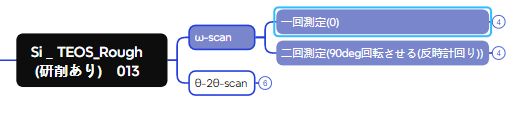 Si _ TEOS_Rough
(研削あり) 013
ω-scan
一回測定(0)
4
二回測定(90deg回転させる(反時計回り))
4
θ-2θ-scan
6